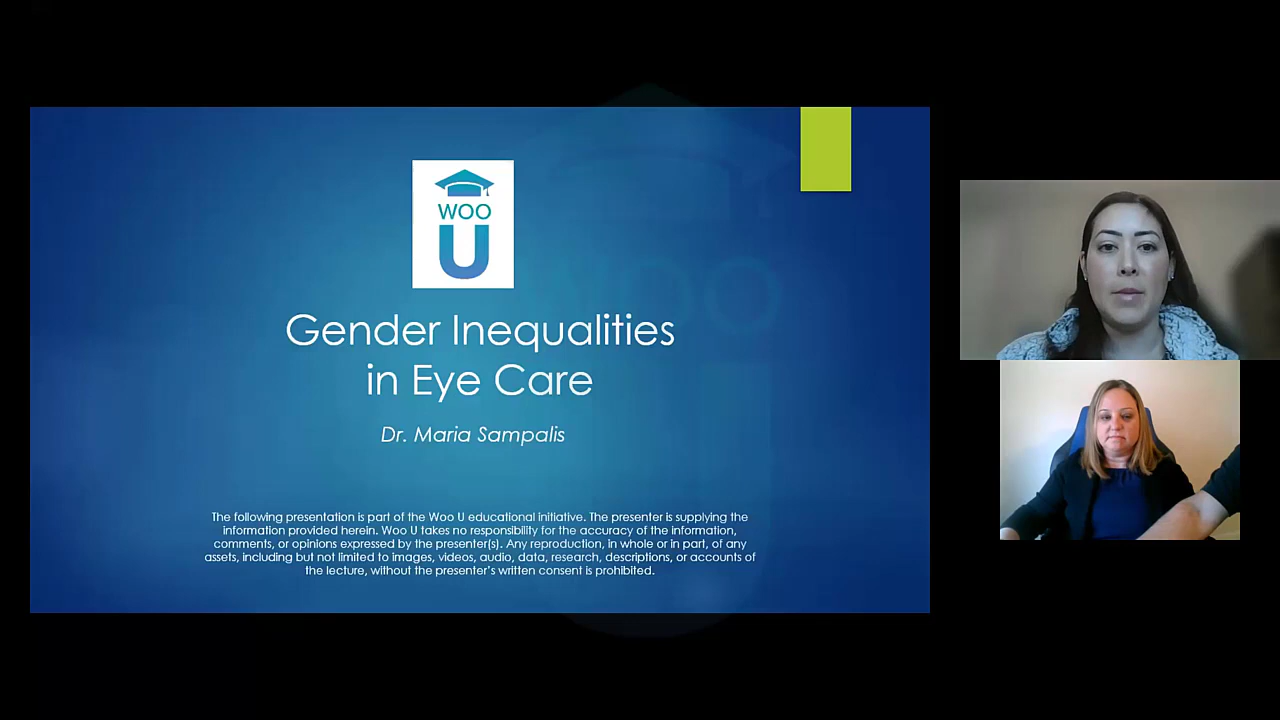 WOO
U
Gender Inequalities
in Eye Care
Dr. Maria Sampalis
The following presentation is part of the Woo U educational initiative. The presenter is supplying the
information provided herein. Woo U takes no responsibility for the accuracy of the information,
comments, or opinions expressed by the presenter(s). Any reproduction, in whole or in part, of any
assets, including but not limited to images, videos, audio, data, research, descriptions, or accounts of
the lecture, without the presenter's written consent is prohibited.